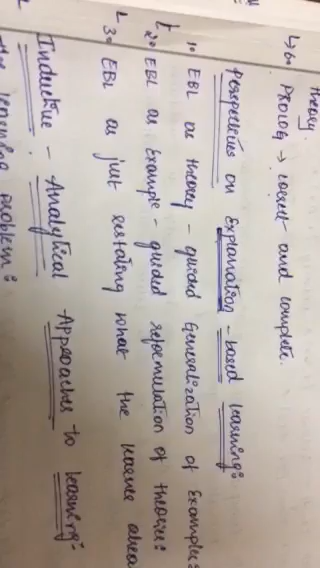 theory.
↳ 6. PROLOG → correct and complete.
perspectives on Explanation-based learning:
1. EBL as theory-guided Generalization of Examples:
2. EBL as Example-guided reformulation of theories:
3. EBL as just restating what the learner alrea
Inductive - Analytical Approaches to learning:-
learning problem: